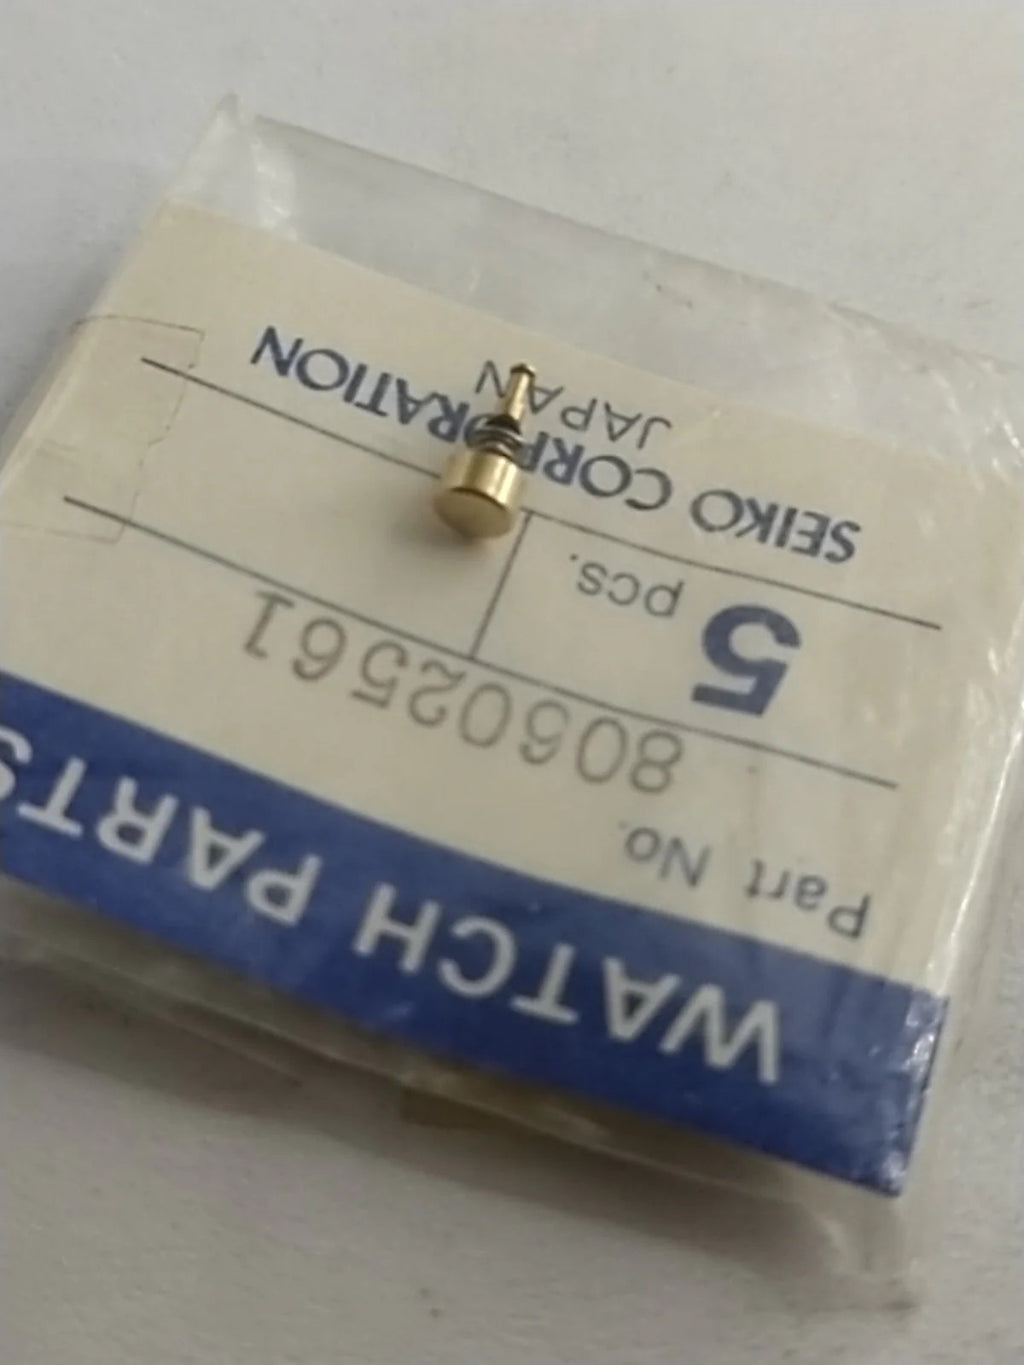 WATCH PARTS
Part No.
80602561
5 pcs.
SEIKO CORPORATION
JAPAN